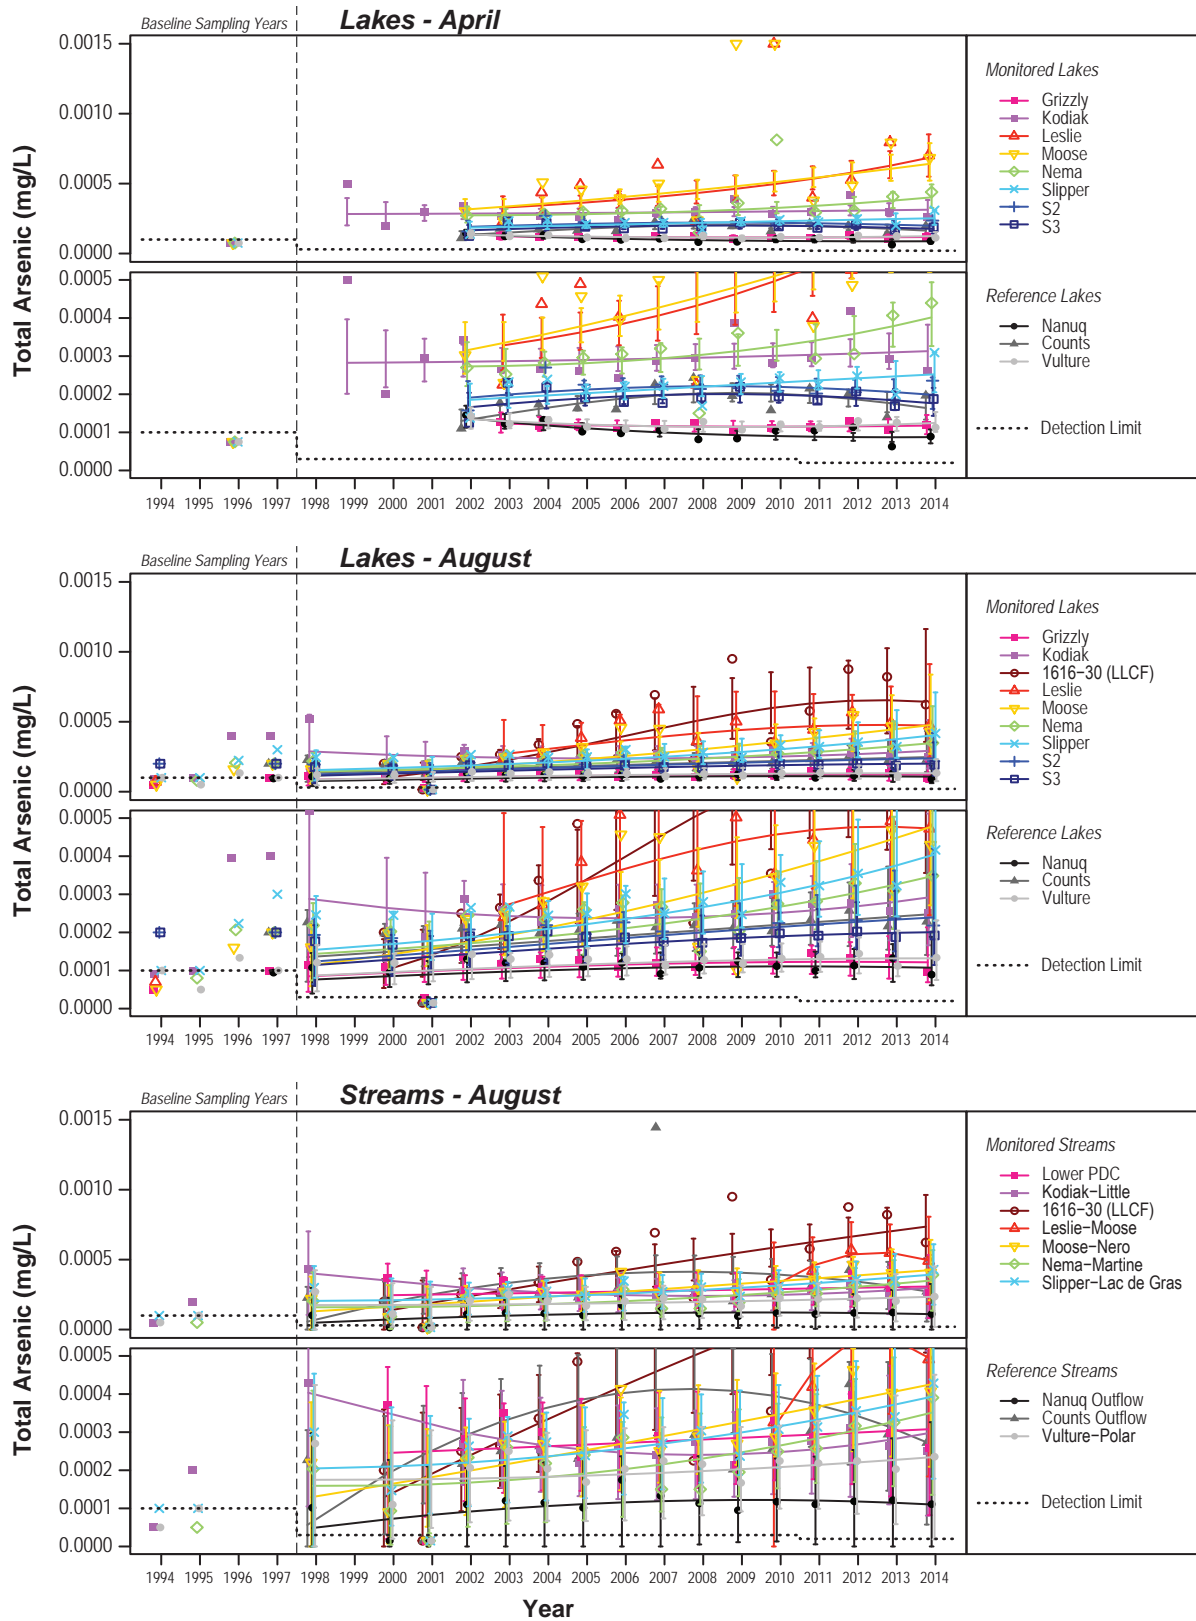 Baseline Sampling Years
Lakes - April
0.0015
0.0010
0.0005
0.0000
Total Arsenic (mg/L)
Monitored Lakes
Grizzly
Kodiak
Leslie
Moose
Nema
Slipper
S2
S3
0.0005
0.0004
0.0003
0.0002
0.0001
0.0000
Reference Lakes
Nanuq
Counts
Vulture
Detection Limit
1994 1995 1996 1997 1998 1999 2000 2001 2002 2003 2004 2005 2006 2007 2008 2009 2010 2011 2012 2013 2014
Baseline Sampling Years
Lakes - August
0.0015
0.0010
0.0005
0.0000
Total Arsenic (mg/L)
Monitored Lakes
Grizzly
Kodiak
1616-30 (LLCF)
Leslie
Moose
Nema
Slipper
S2
S3
0.0005
0.0004
0.0003
0.0002
0.0001
0.0000
Reference Lakes
Nanuq
Counts
Vulture
Detection Limit
1994 1995 1996 1997 1998 1999 2000 2001 2002 2003 2004 2005 2006 2007 2008 2009 2010 2011 2012 2013 2014
Baseline Sampling Years
Streams - August
0.0015
0.0010
0.0005
0.0000
Total Arsenic (mg/L)
Monitored Streams
Lower PDC
Kodiak-Little
1616-30 (LLCF)
Leslie-Moose
Moose-Nero
Nema-Martine
Slipper-Lac de Gras
0.0005
0.0004
0.0003
0.0002
0.0001
0.0000
Reference Streams
Nanuq Outflow
Counts Outflow
Vulture-Polar
Detection Limit
1994 1995 1996 1997 1998 1999 2000 2001 2002 2003 2004 2005 2006 2007 2008 2009 2010 2011 2012 2013 2014
Year